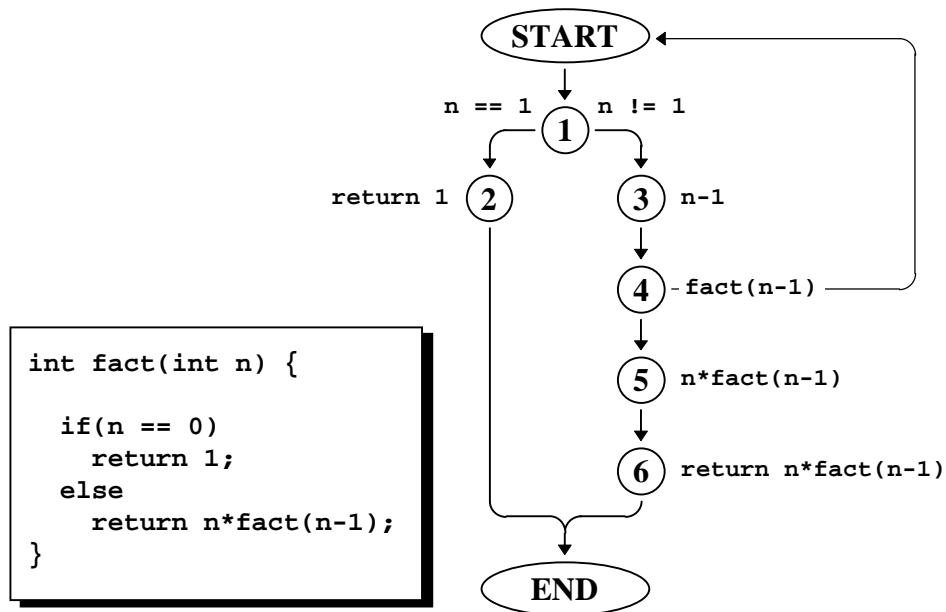 START
n == 1 n != 1
1
return 1 2 3 n-1
4 fact(n-1)
int fact(int n) {
if(n == 0)
return 1;
else
return n*fact(n-1);
}
5 n*fact(n-1)
6 return n*fact(n-1)
END